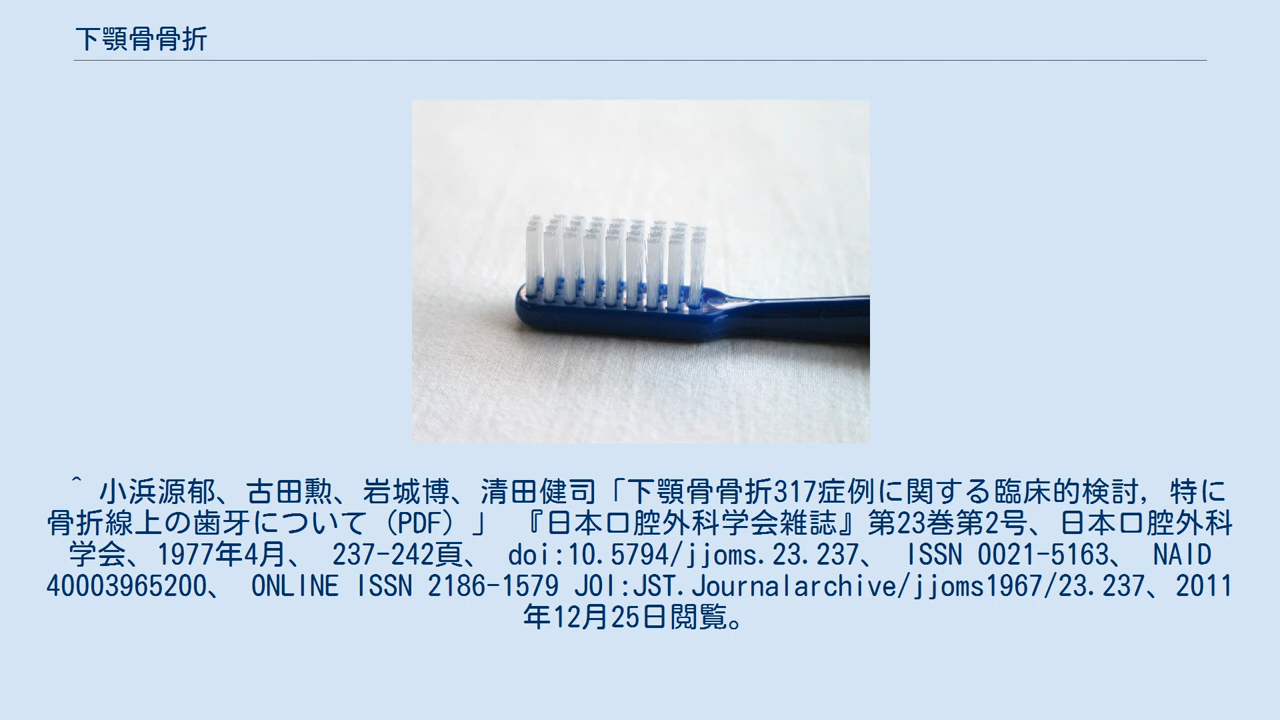 下顎骨骨折
^ 小浜源郁、古田勲、岩城博、清田健司「下顎骨骨折317症例に関する臨床的検討, 特に
骨折線上の歯牙について（PDF）」 『日本口腔外科学会雑誌』第23巻第2号、日本口腔外科
学会、1977年4月、 237-242頁、 doi:10.5794/jjoms.23.237、 ISSN 0021-5163、 NAID
40003965200、 ONLINE ISSN 2186-1579 JOI:JST.Journalarchive/jjoms1967/23.237、2011
年12月25日閲覧。